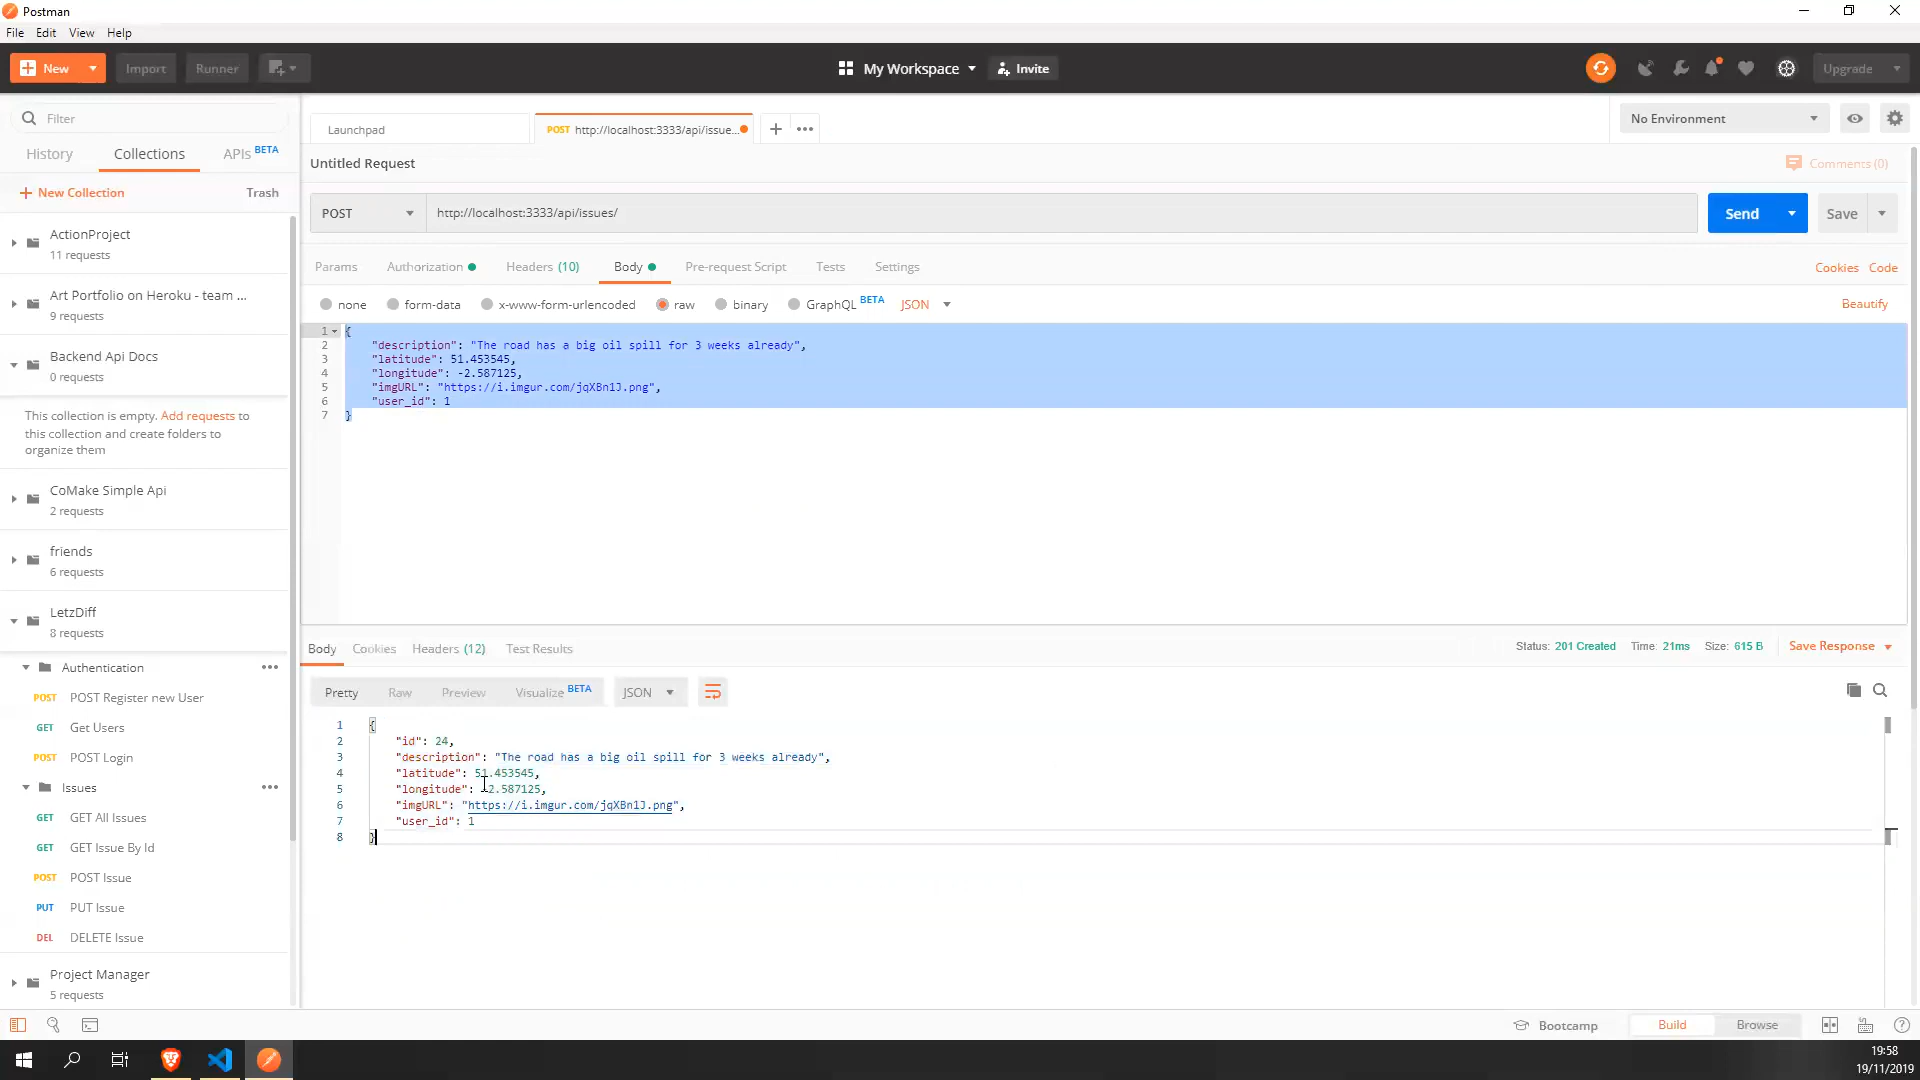 Postman
File Edit View Help
New Import Runner My Workspace Invite Upgrade
Filter
History Collections APIs BETA
New Collection Trash
ActionProject
11 requests
Art Portfolio on Heroku - team ...
9 requests
Backend Api Docs
0 requests
This collection is empty. Add requests to
this collection and create folders to
organize them
CoMake Simple Api
2 requests
friends
6 requests
LetzDiff
8 requests
Authentication
POST POST Register new User
GET Get Users
POST POST Login
Issues
GET GET All Issues
GET GET Issue By Id
POST POST Issue
PUT PUT Issue
DEL DELETE Issue
Project Manager
5 requests
Launchpad
POST http://localhost:3333/api/issue...
No Environment
Untitled Request
Comments (0)
POST http://localhost:3333/api/issues/ Send Save
Params Authorization Headers (10) Body Pre-request Script Tests Settings Cookies Code
none form-data x-www-form-urlencoded raw binary GraphQL BETA JSON Beautify
1 {
2 "description": "The road has a big oil spill for 3 weeks already",
3 "latitude": 51.453545,
4 "longitude": -2.587125,
5 "imgURL": "https://i.imgur.com/jqXBn1J.png",
6 "user_id": 1
7 }
Body Cookies Headers (12) Test Results Status: 201 Created Time: 21ms Size: 615 B Save Response
Pretty Raw Preview Visualize BETA JSON
1 {
2 "id": 24,
3 "description": "The road has a big oil spill for 3 weeks already",
4 "latitude": 51.453545,
5 "longitude": -2.587125,
6 "imgURL": "https://i.imgur.com/jqXBn1J.png",
7 "user_id": 1
8 }
Bootcamp Build Browse
19:58
19/11/2019